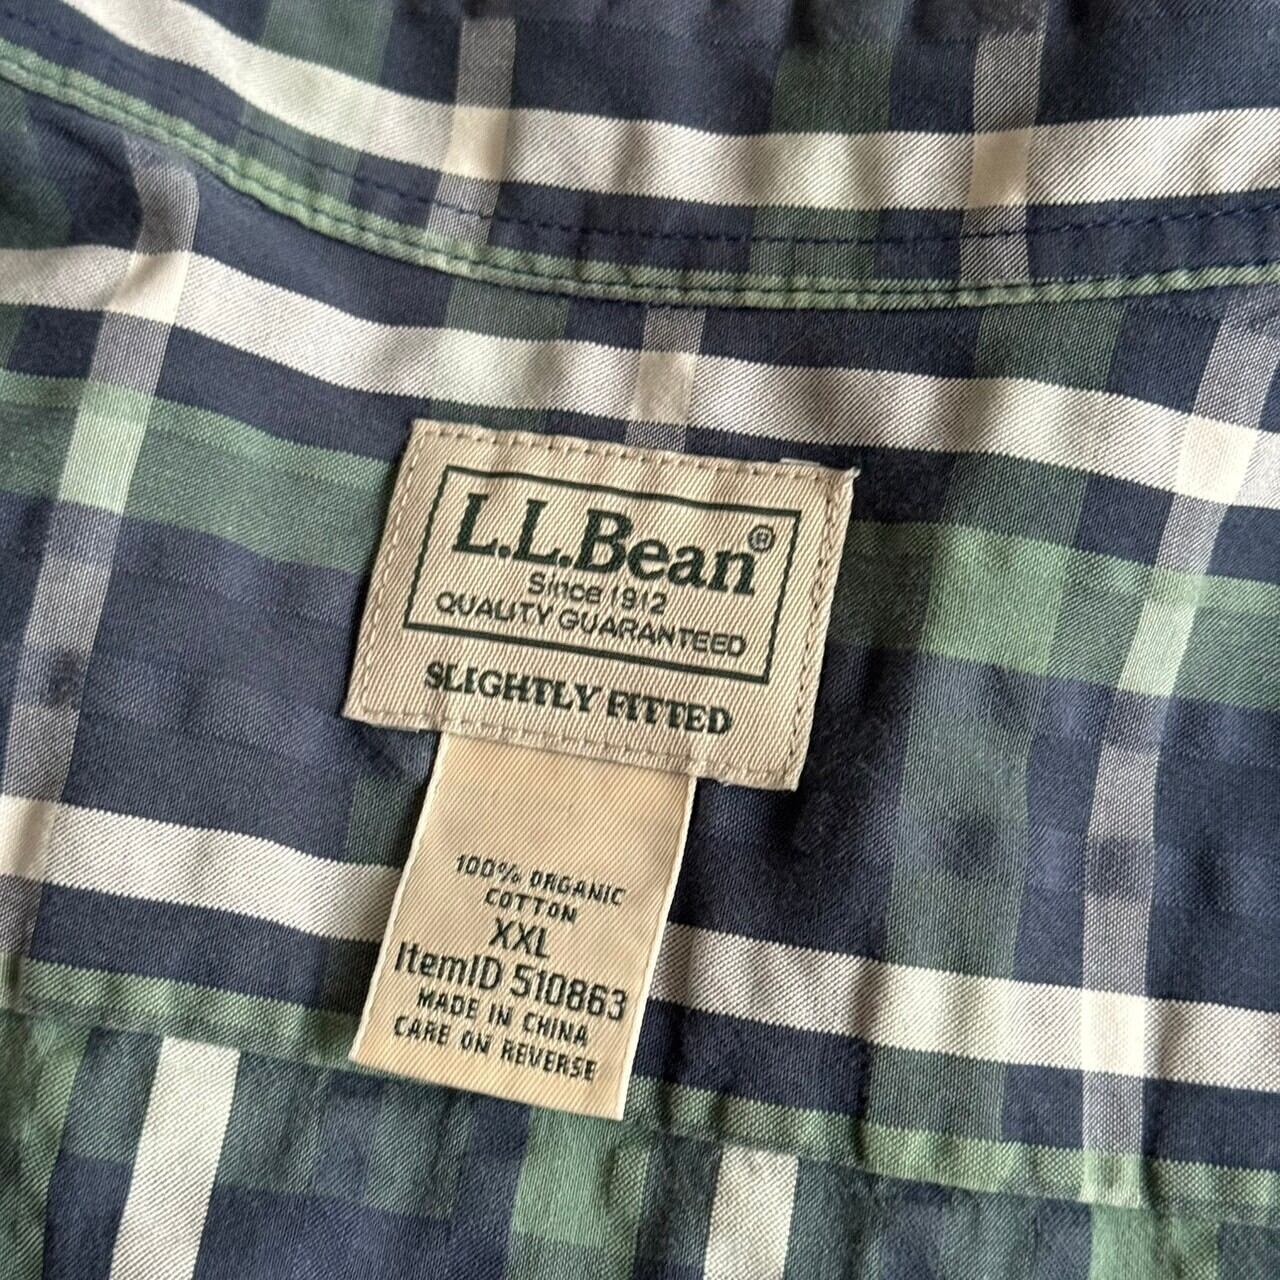 L.L.Bean®
Since 1912
QUALITY GUARANTEED
SLIGHTLY FITTED
100% ORGANIC
COTTON
XXL
ItemID 510863
MADE IN CHINA
CARE ON REVERSE